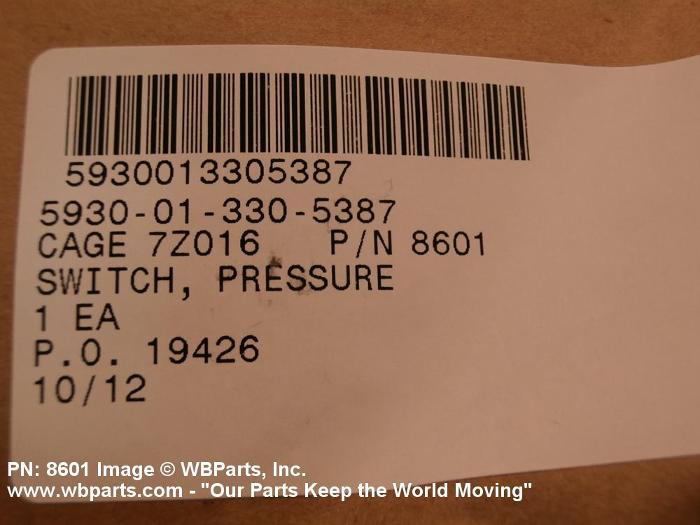 5930013305387
5930-01-330-5387
CAGE 7Z016 P/N 8601
SWITCH, PRESSURE
1 EA
P.O. 19426
10/12
PN: 8601 Image © WBParts, Inc.
www.wbparts.com - "Our Parts Keep the World Moving"